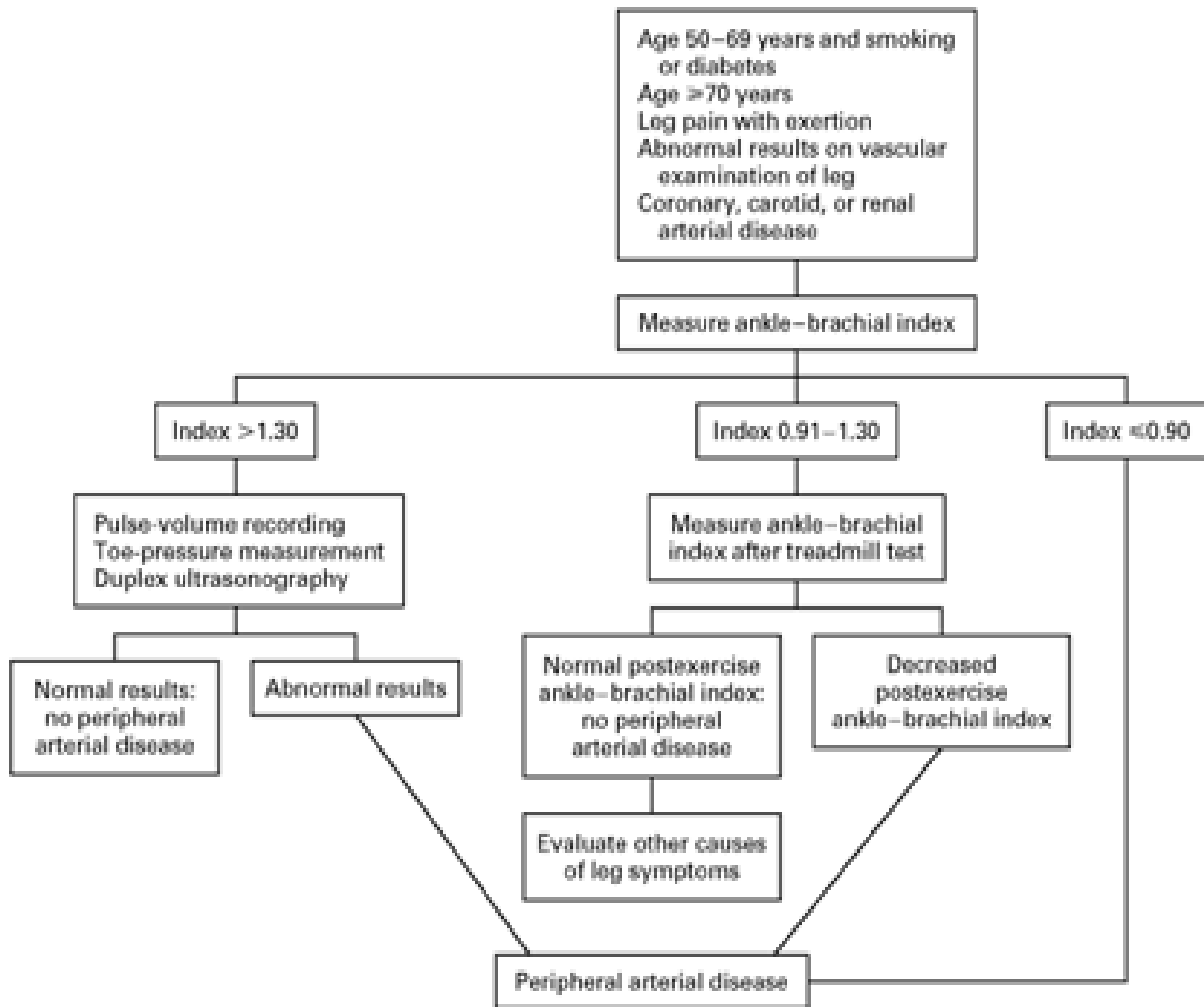 Age 50–69 years and smoking
or diabetes
Age ≥70 years
Leg pain with exertion
Abnormal results on vascular
examination of leg
Coronary, carotid, or renal
arterial disease
Measure ankle–brachial index
Index >1.30
Index 0.91–1.30
Index ≤0.90
Pulse-volume recording
Toe-pressure measurement
Duplex ultrasonography
Measure ankle–brachial
index after treadmill test
Normal results:
no peripheral
arterial disease
Abnormal results
Normal postexercise
ankle–brachial index:
no peripheral
arterial disease
Decreased
postexercise
ankle–brachial index
Evaluate other causes
of leg symptoms
Peripheral arterial disease